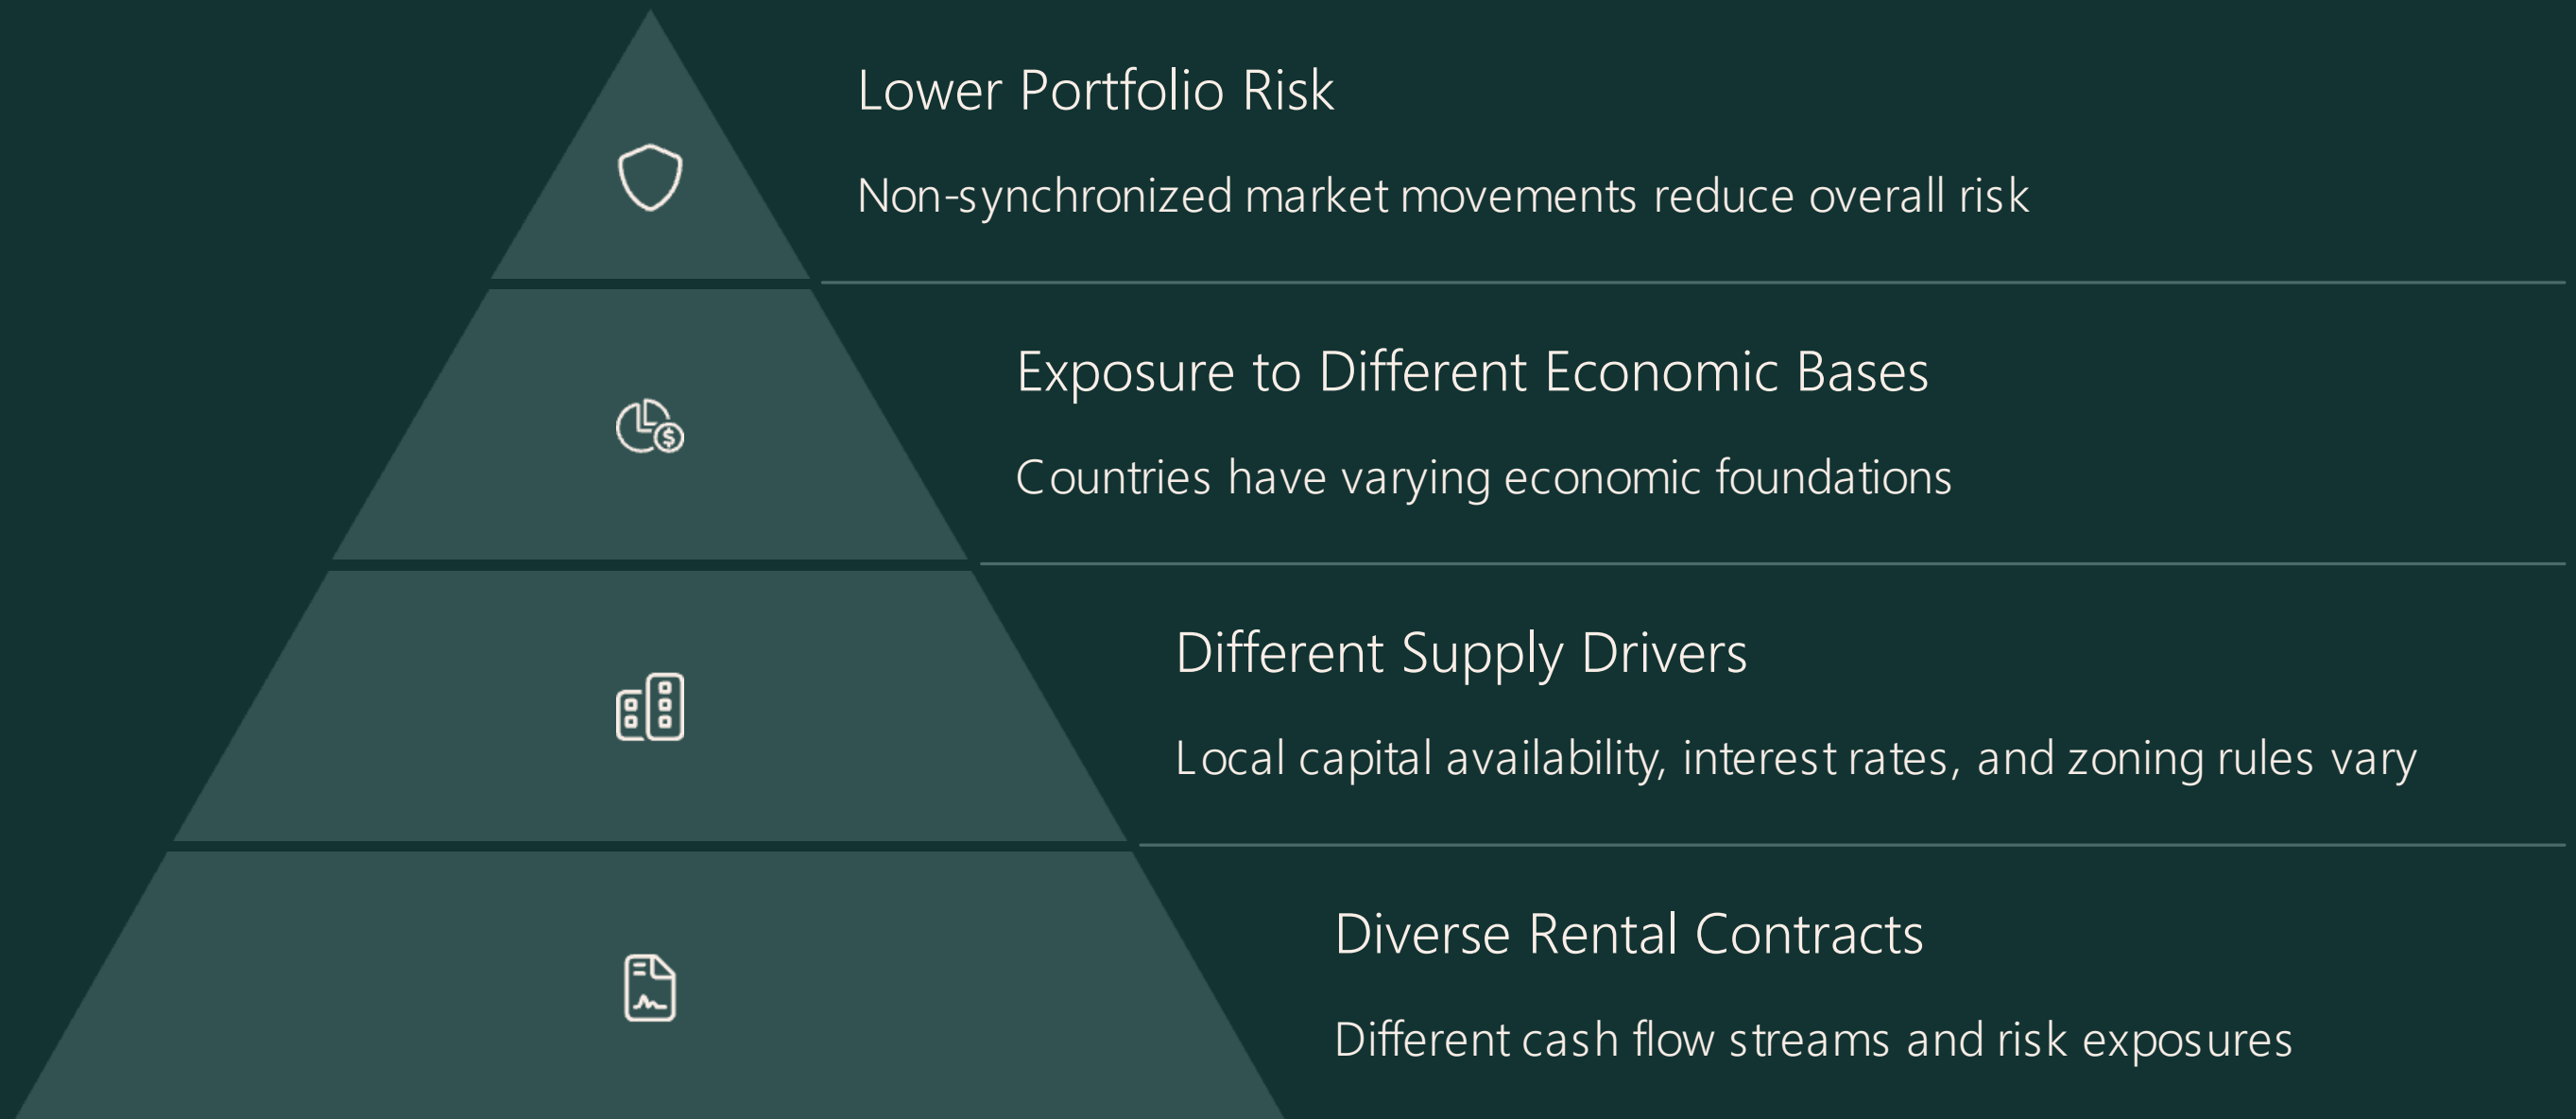 Lower Portfolio Risk
Non-synchronized market movements reduce overall risk
Exposure to Different Economic Bases
Countries have varying economic foundations
$
Different Supply Drivers
Local capital availability, interest rates, and zoning rules vary
Diverse Rental Contracts
Different cash flow streams and risk exposures